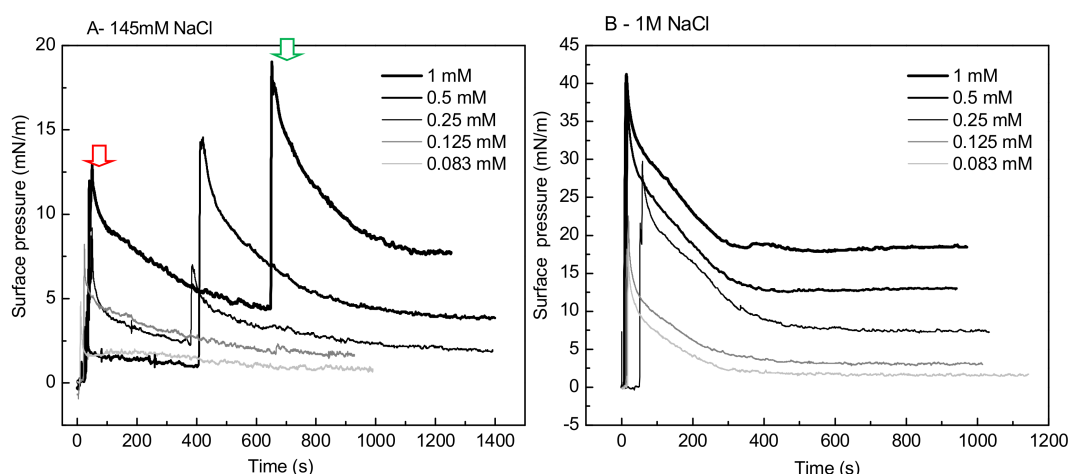 A- 145mM NaCl
20
15
10
5
0
Surface pressure (mN/m)
1 mM
0.5 mM
0.25 mM
0.125 mM
0.083 mM
0 200 400 600 800 1000 1200 1400
Time (s)
B - 1M NaCl
45
40
35
30
25
20
15
10
5
0
-5
Surface pressure (mN/m)
1 mM
0.5 mM
0.25 mM
0.125 mM
0.083 mM
0 200 400 600 800 1000 1200
Time (s)